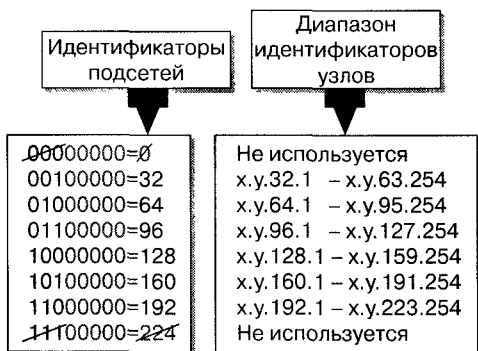 Идентификаторы
подсетей
Диапазон
идентификаторов
узлов
00000000=0
00100000=32
01000000=64
01100000=96
10000000=128
10100000=160
11000000=192
11100000=224
Не используется
x.y.32.1 – x.y.63.254
x.y.64.1 – x.y.95.254
x.y.96.1 – x.y.127.254
x.y.128.1 – x.y.159.254
x.y.160.1 – x.y.191.254
x.y.192.1 – x.y.223.254
Не используется